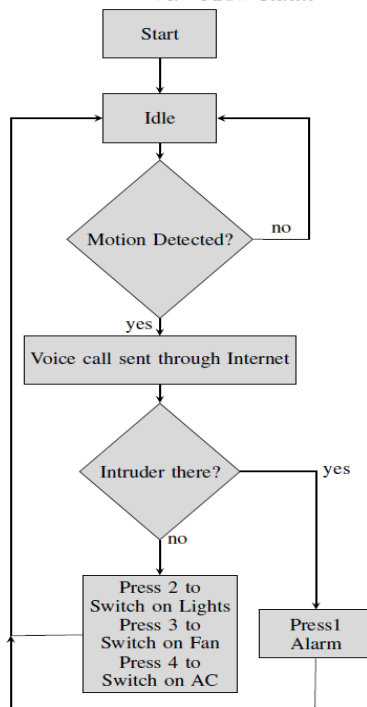 Start
Idle
Motion Detected?
no
yes
Voice call sent through Internet
Intruder there?
yes
no
Press 2 to
Switch on Lights
Press 3 to
Switch on Fan
Press 4 to
Switch on AC
Press1
Alarm